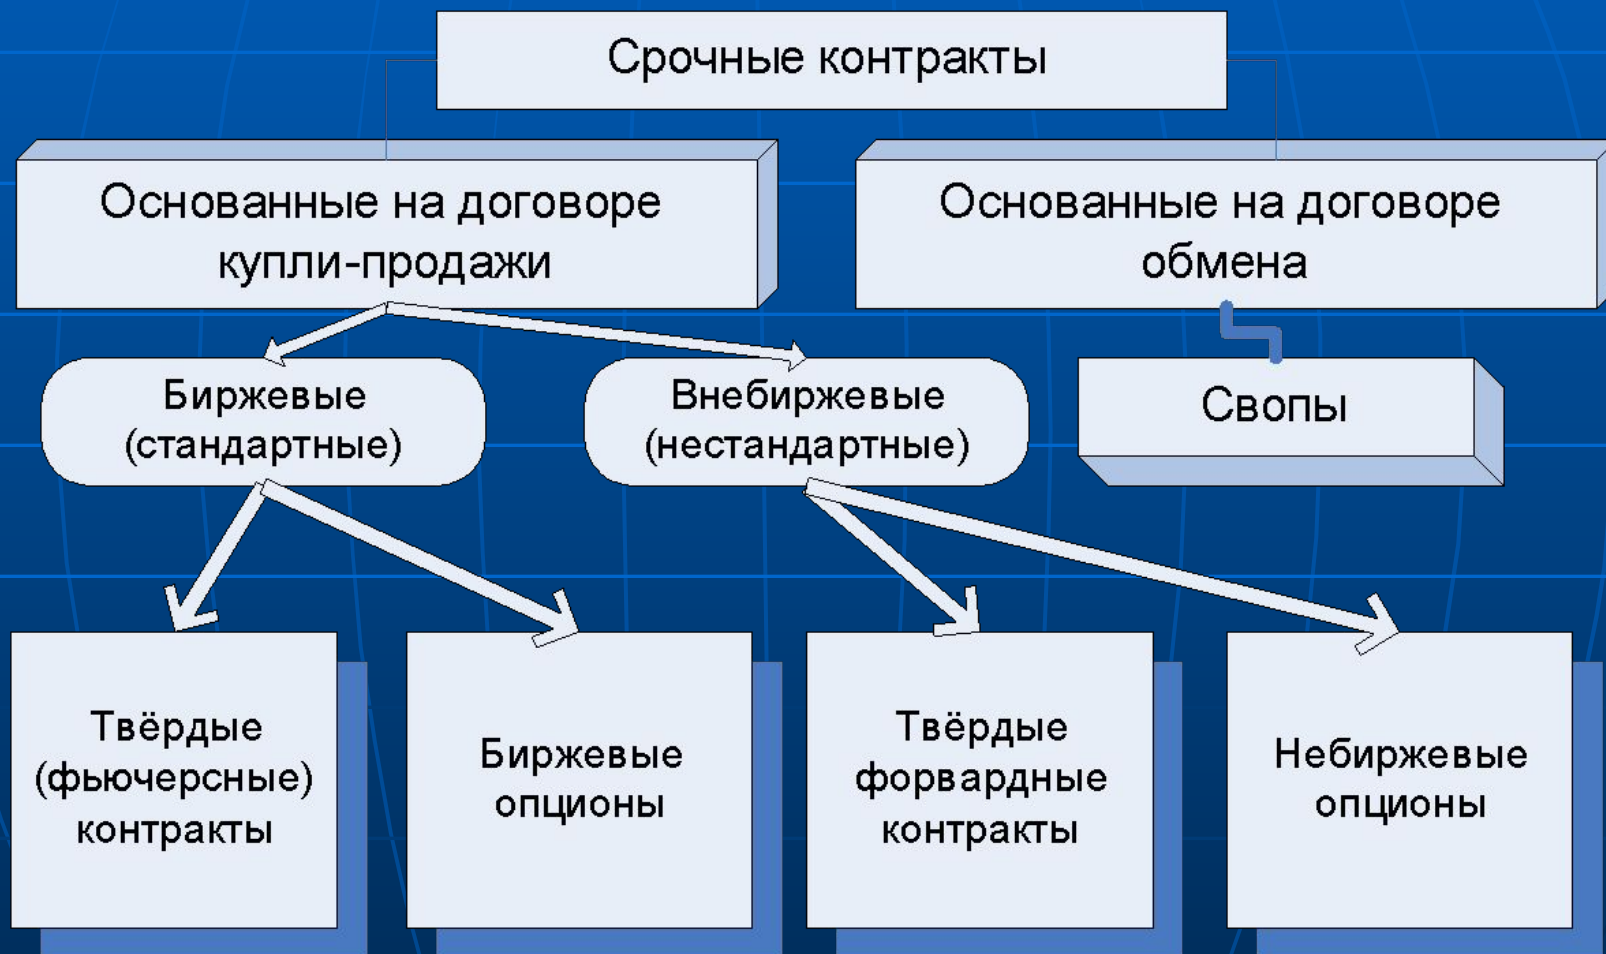 Срочные контракты
Основанные на договоре
купли-продажи
Основанные на договоре
обмена
Биржевые
(стандартные)
Внебиржевые
(нестандартные)
Свопы
Твёрдые
(фьючерсные)
контракты
Биржевые
опционы
Твёрдые
форвардные
контракты
Небиржевые
опционы